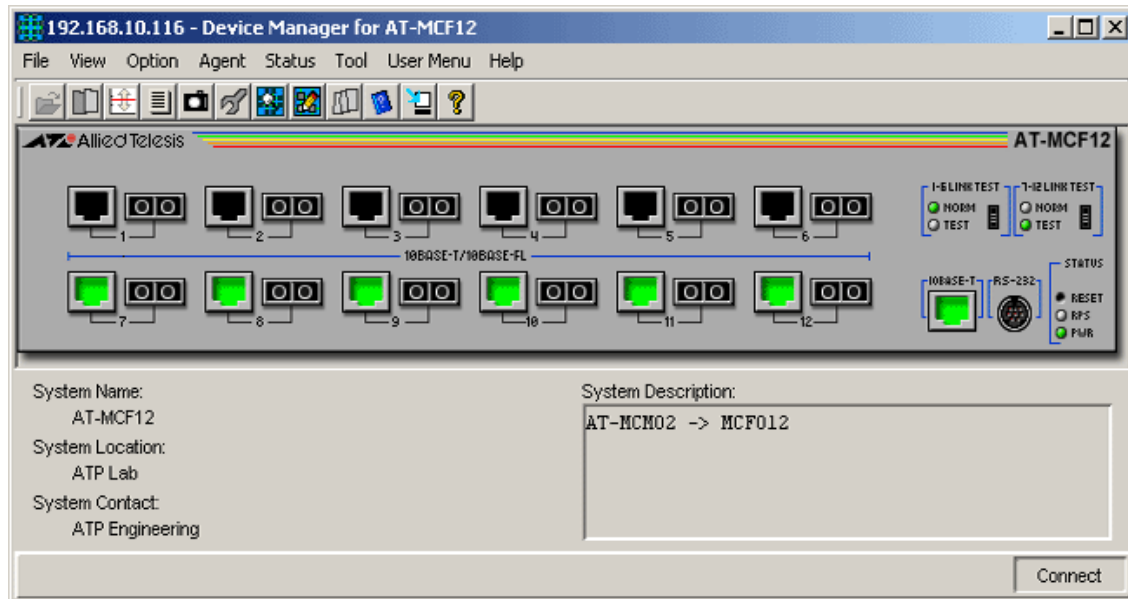 192.168.10.116 - Device Manager for AT-MCF12
File View Option Agent Status Tool User Menu Help
Allied Telesis
AT-MCF12
1-6 LINK TEST 7-12 LINK TEST
NORM NORM
TEST TEST
1 2 3 4 5 6
10BASE-T/10BASE-FL
STATUS
10BASE-T RS-232
RESET
RPS
PWR
7 8 9 10 11 12
System Name:
AT-MCF12
System Location:
ATP Lab
System Contact:
ATP Engineering
System Description:
AT-MCM02 -> MCF012
Connect